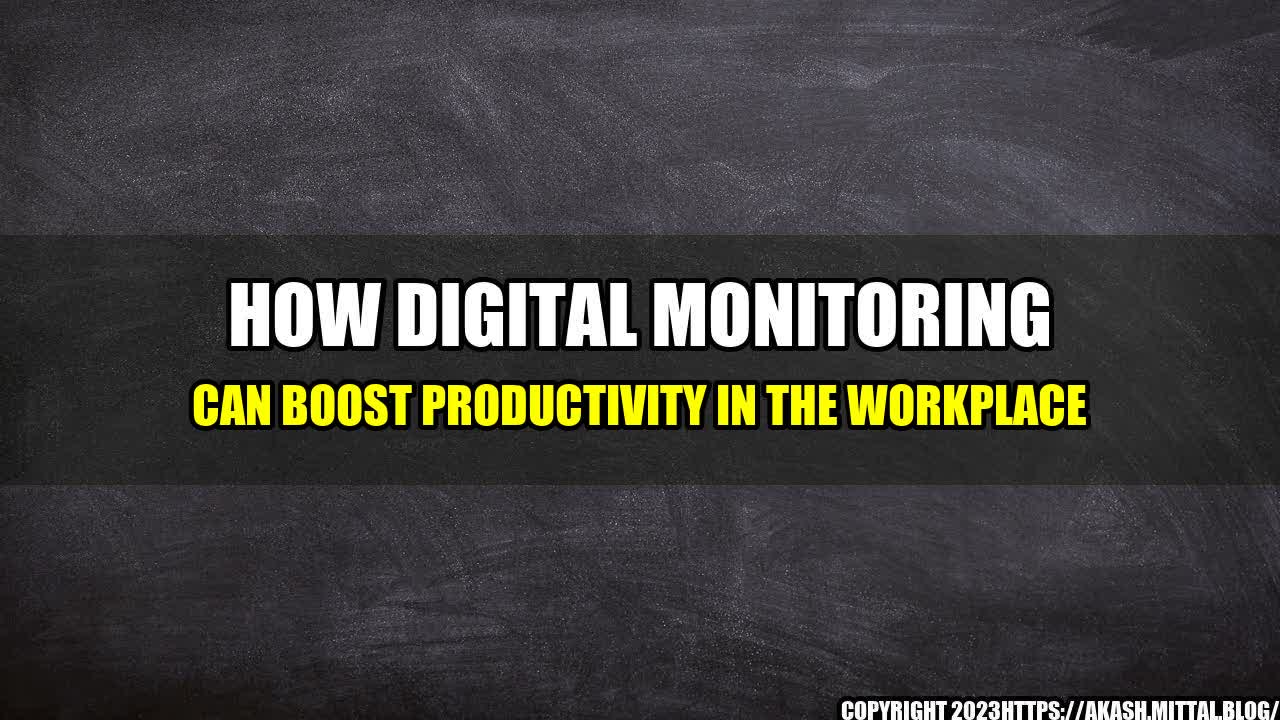 HOW DIGITAL MONITORING
CAN BOOST PRODUCTIVITY IN THE WORKPLACE
COPYRIGHT 2023HTTPS://AKASH.MITTAL.BLOG/